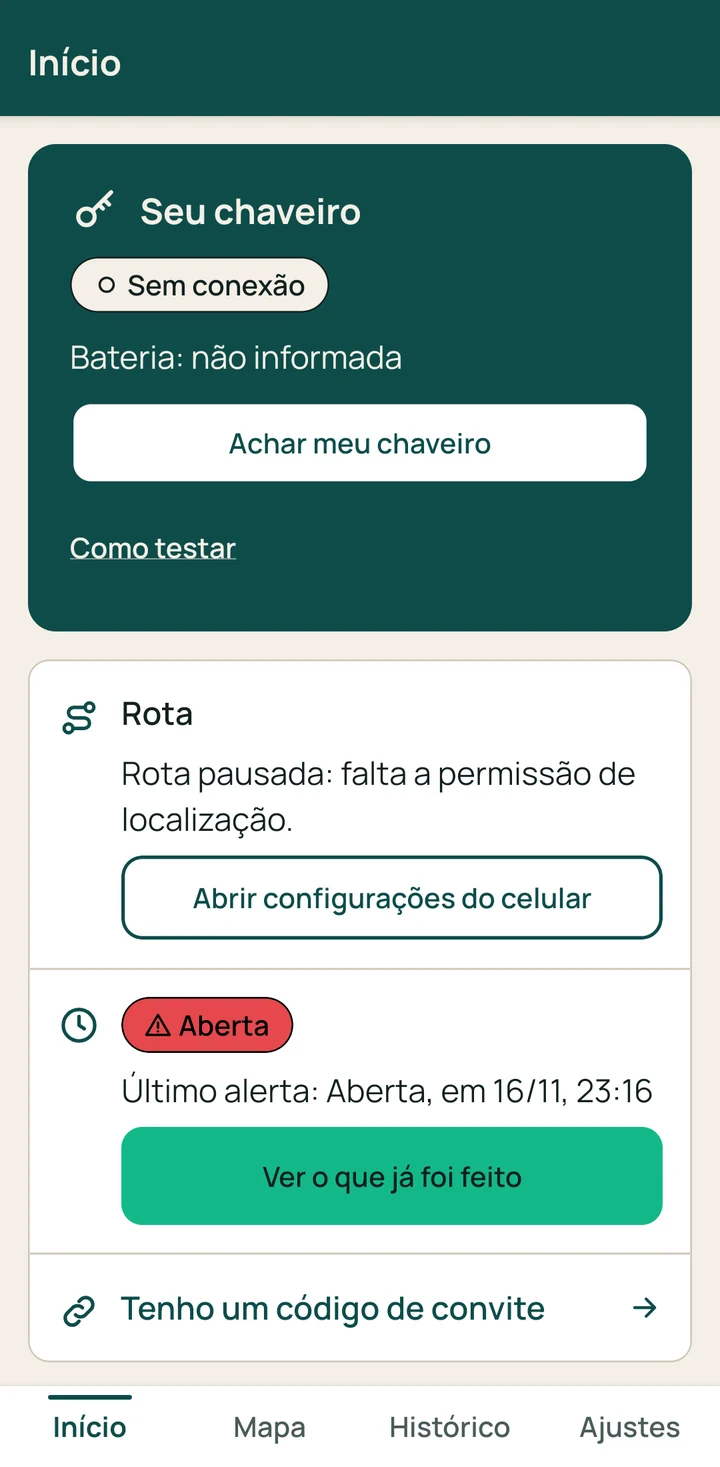 Início
Seu chaveiro
Sem conexão
Bateria: não informada
Achar meu chaveiro
Como testar
Rota
Rota pausada: falta a permissão de
localização.
Abrir configurações do celular
Aberta
Último alerta: Aberta, em 16/11, 23:16
Ver o que já foi feito
Tenho um código de convite
Início
Mapa
Histórico
Ajustes